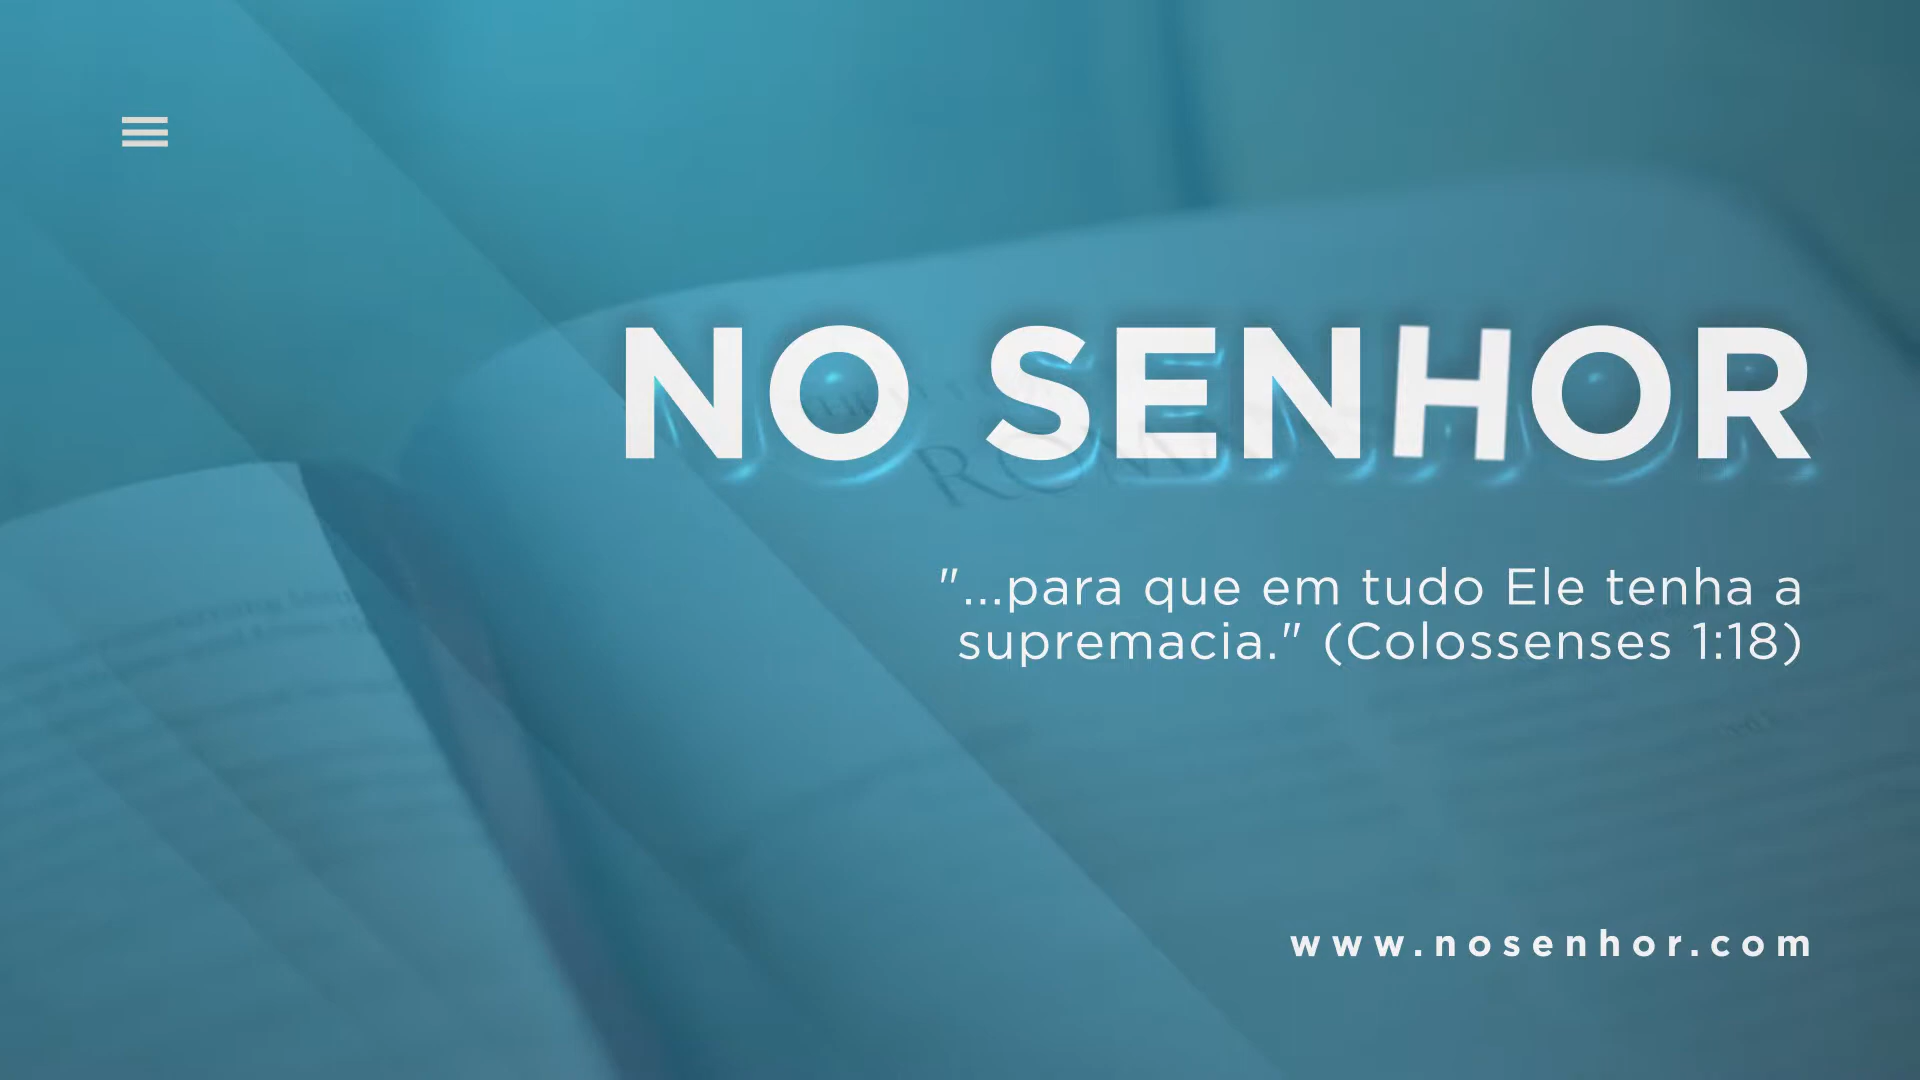 NO SENHOR
"...para que em tudo Ele tenha a
supremacia." (Colossenses 1:18)
www.nosenhor.com